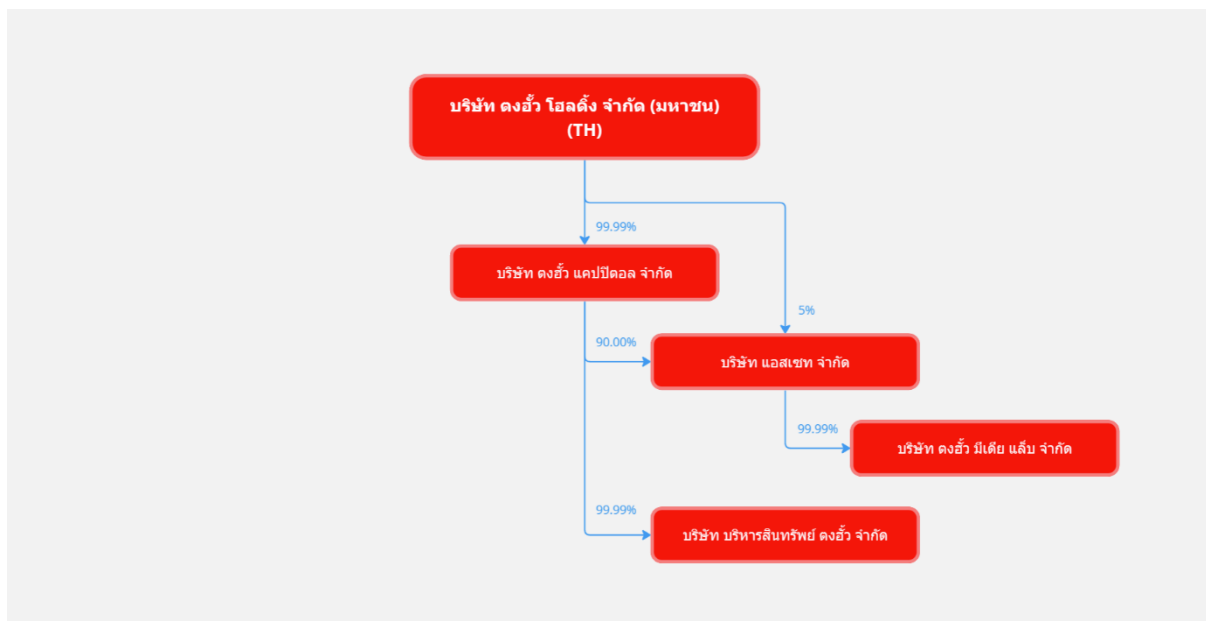 บริษัท ตงฮั้ว โฮลดิ้ง จำกัด (มหาชน)
(TH)
99.99%
บริษัท ตงฮั้ว แคปปิตอล จำกัด
5%
90.00%
บริษัท แอสเซท จำกัด
99.99%
บริษัท ตงฮั้ว มีเดีย แล็บ จำกัด
99.99%
บริษัท บริหารสินทรัพย์ ตงฮั้ว จำกัด